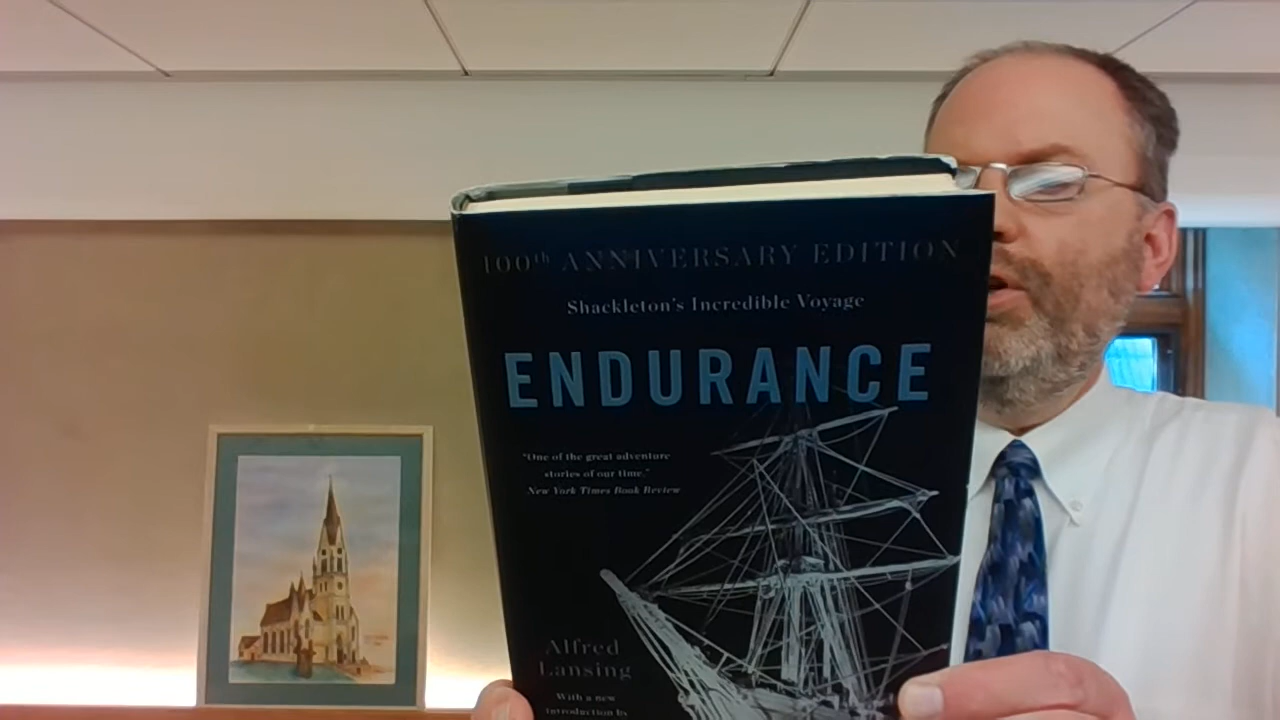 100th ANNIVERSARY EDITION
Shackleton's Incredible Voyage
ENDURANCE
"One of the great adventure
stories of our time."
New York Times Book Review
Alfred
Lansing
With a new
introduction by